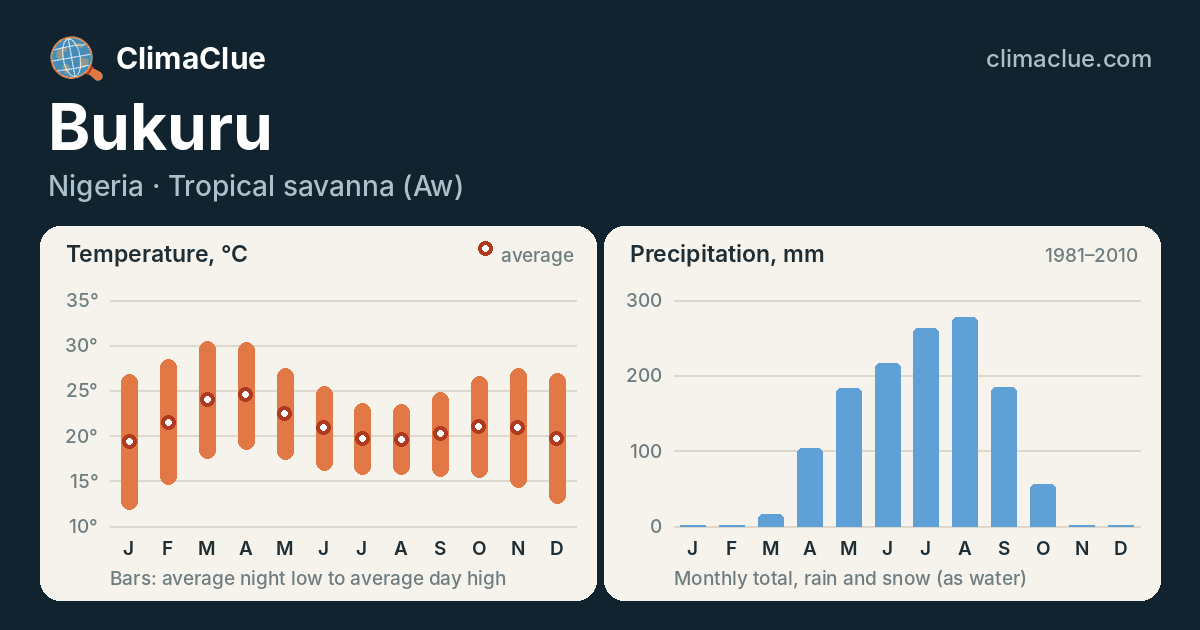 ClimaClue
climaclue.com
Bukuru
Nigeria · Tropical savanna (Aw)
Temperature, °C
average
35°
30°
25°
20°
15°
10°
J F M A M J J A S O N D
Bars: average night low to average day high
Precipitation, mm
1981–2010
300
200
100
0
J F M A M J J A S O N D
Monthly total, rain and snow (as water)